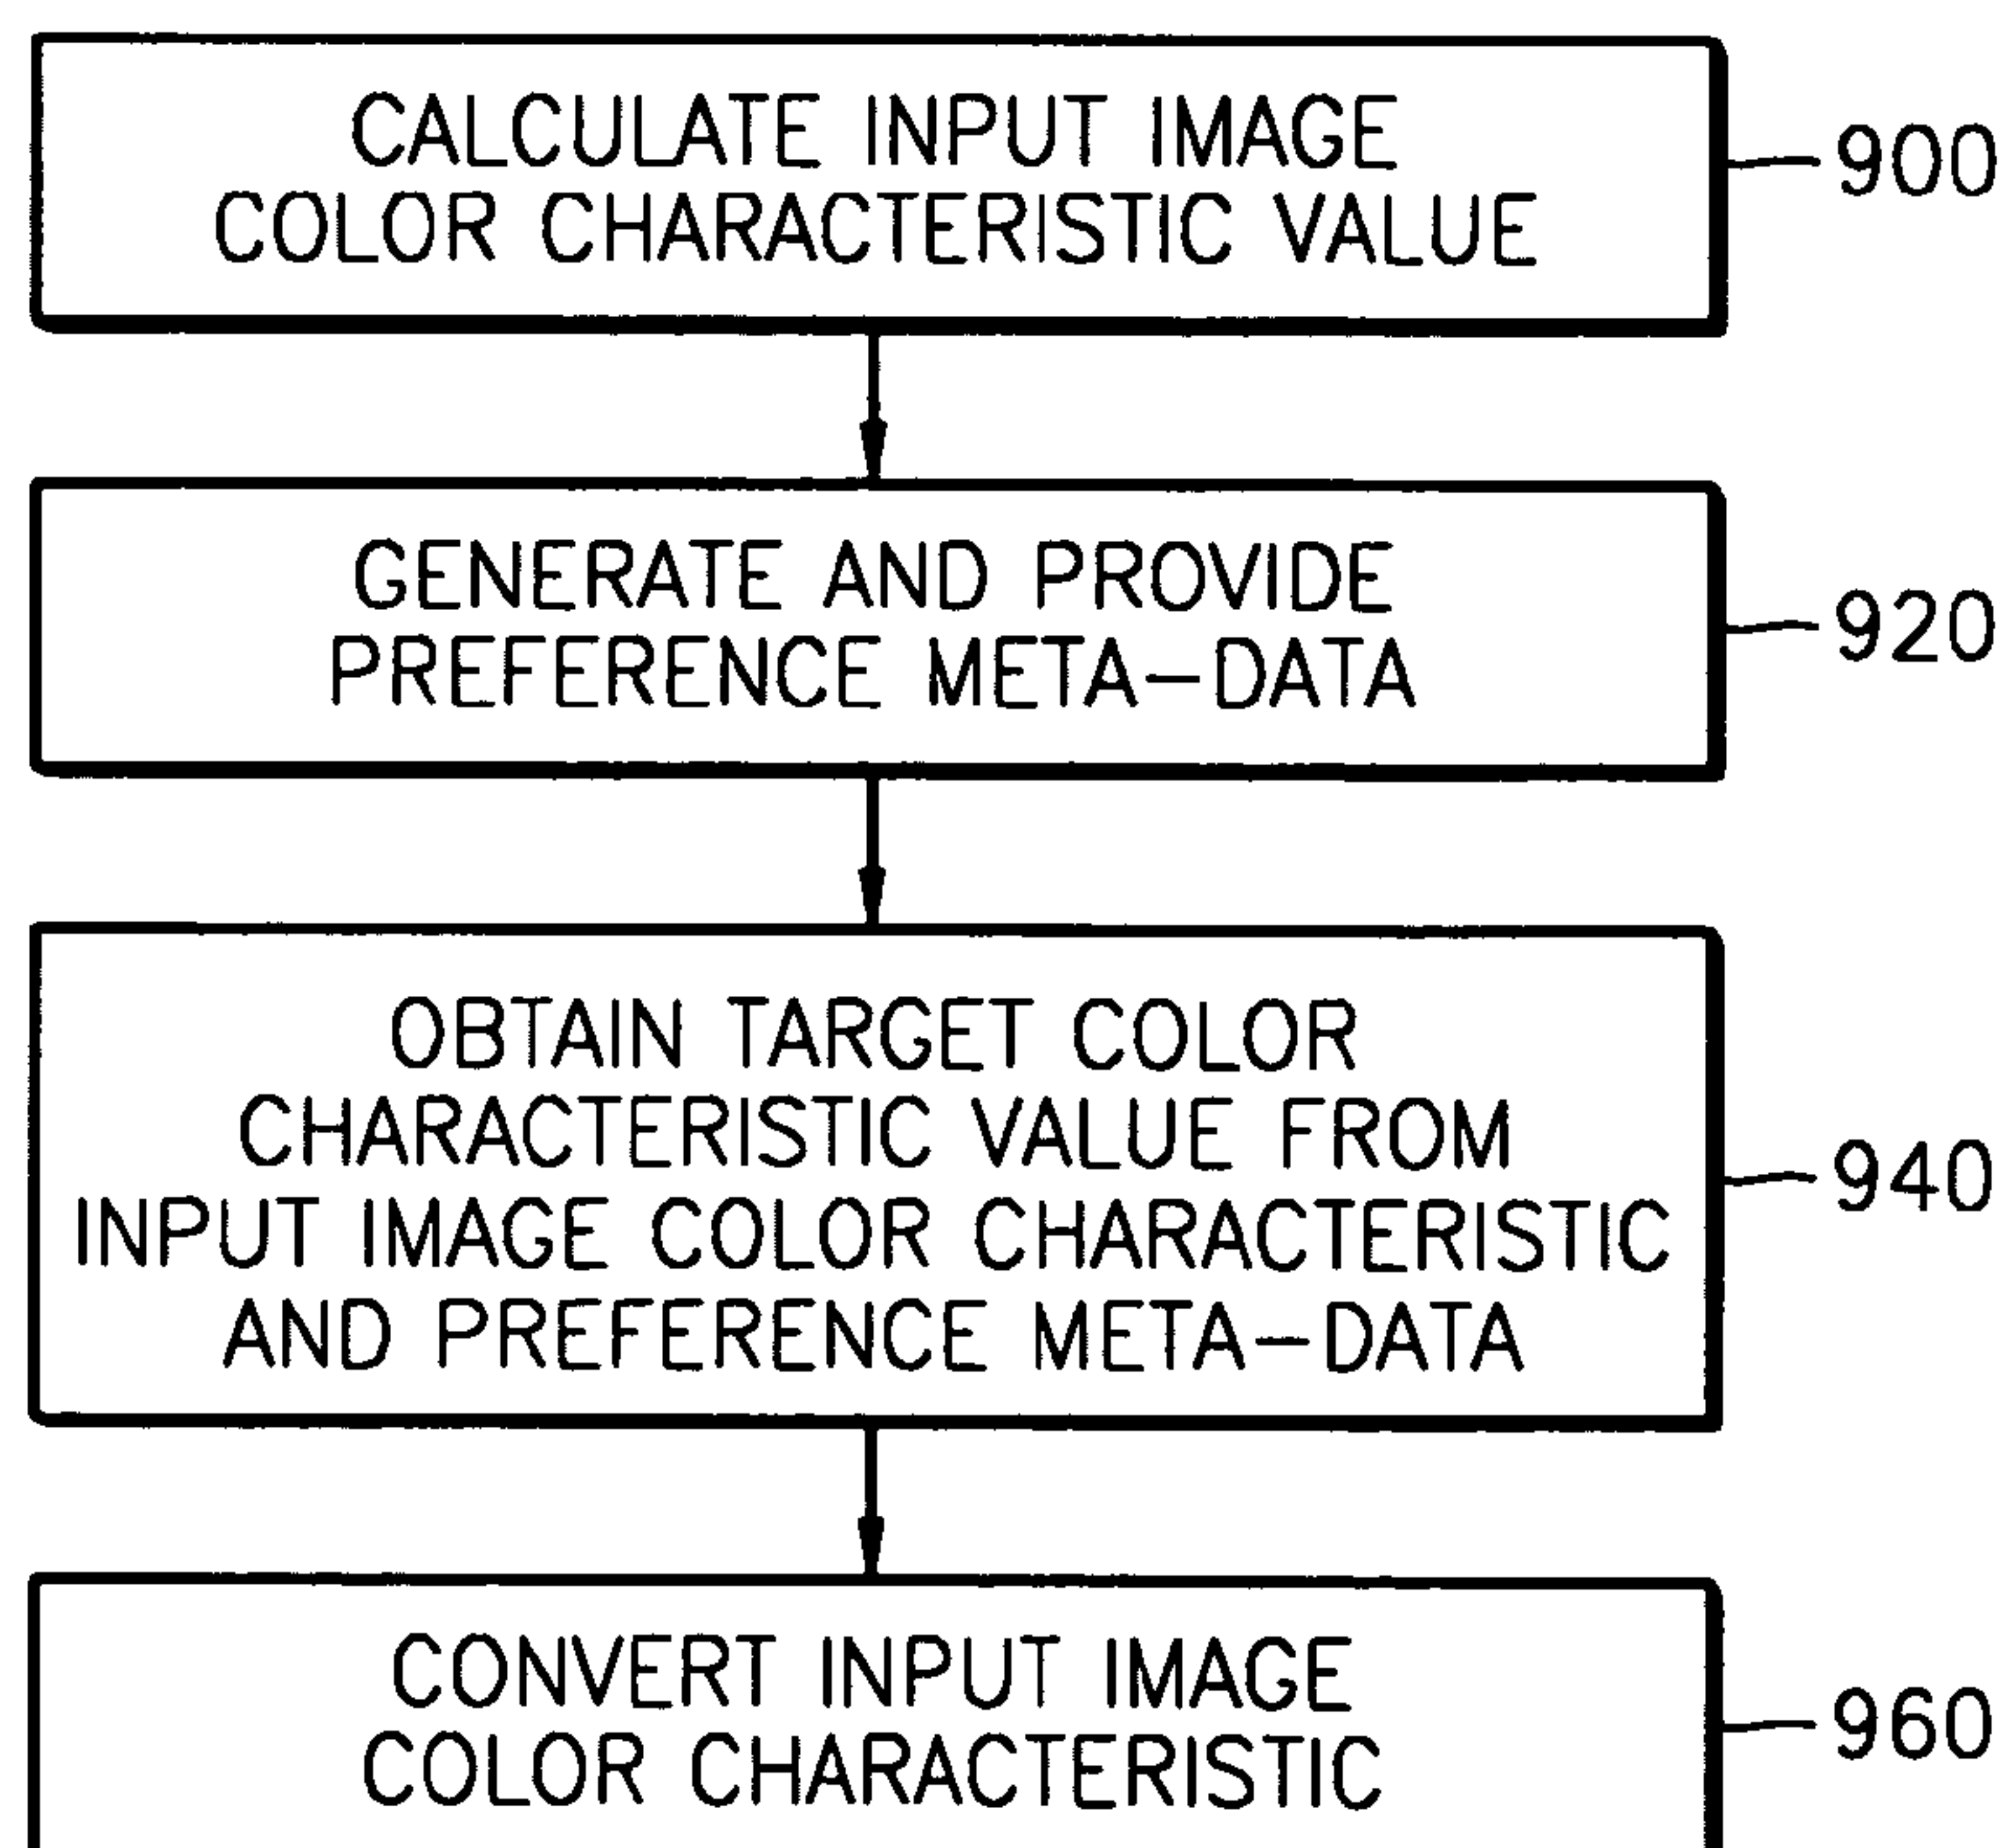 CALCULATE INPUT IMAGE
COLOR CHARACTERISTIC VALUE
900
GENERATE AND PROVIDE
PREFERENCE META-DATA
920
OBTAIN TARGET COLOR
CHARACTERISTIC VALUE FROM
INPUT IMAGE COLOR CHARACTERISTIC
AND PREFERENCE META-DATA
940
CONVERT INPUT IMAGE
COLOR CHARACTERISTIC
960